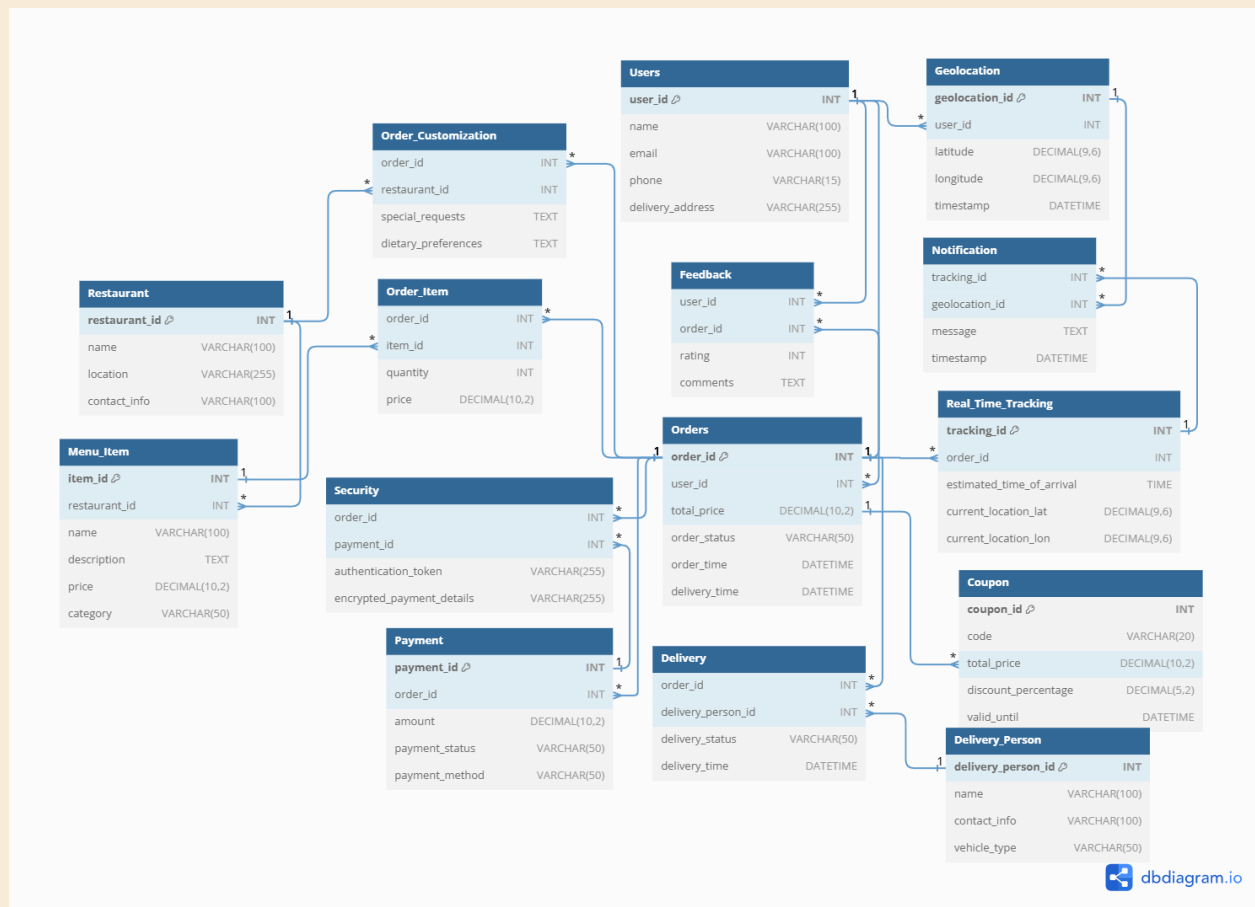 Users
user_id INT
name VARCHAR(100)
email VARCHAR(100)
phone VARCHAR(15)
delivery_address VARCHAR(255)
1
Geolocation
geolocation_id INT
user_id INT
latitude DECIMAL(9,6)
longitude DECIMAL(9,6)
timestamp DATETIME
1
*
Order_Customization
order_id INT
restaurant_id INT
special_requests TEXT
dietary_preferences TEXT
*
*
Notification
tracking_id INT
geolocation_id INT
message TEXT
timestamp DATETIME
*
*
Feedback
user_id INT
order_id INT
rating INT
comments TEXT
*
*
Restaurant
restaurant_id INT
name VARCHAR(100)
location VARCHAR(255)
contact_info VARCHAR(100)
1
Order_Item
order_id INT
item_id INT
quantity INT
price DECIMAL(10,2)
*
*
Real_Time_Tracking
tracking_id INT
order_id INT
estimated_time_of_arrival TIME
current_location_lat DECIMAL(9,6)
current_location_lon DECIMAL(9,6)
1
*
Orders
order_id INT
user_id INT
total_price DECIMAL(10,2)
order_status VARCHAR(50)
order_time DATETIME
delivery_time DATETIME
1
1
*
1
Menu_Item
item_id INT
restaurant_id INT
name VARCHAR(100)
description TEXT
price DECIMAL(10,2)
category VARCHAR(50)
1
*
Security
order_id INT
payment_id INT
authentication_token VARCHAR(255)
encrypted_payment_details VARCHAR(255)
*
*
Coupon
coupon_id INT
code VARCHAR(20)
total_price DECIMAL(10,2)
discount_percentage DECIMAL(5,2)
valid_until DATETIME
*
Payment
payment_id INT
order_id INT
amount DECIMAL(10,2)
payment_status VARCHAR(50)
payment_method VARCHAR(50)
1
*
Delivery
order_id INT
delivery_person_id INT
delivery_status VARCHAR(50)
delivery_time DATETIME
*
*
Delivery_Person
delivery_person_id INT
name VARCHAR(100)
contact_info VARCHAR(100)
vehicle_type VARCHAR(50)
1
dbdiagram.io